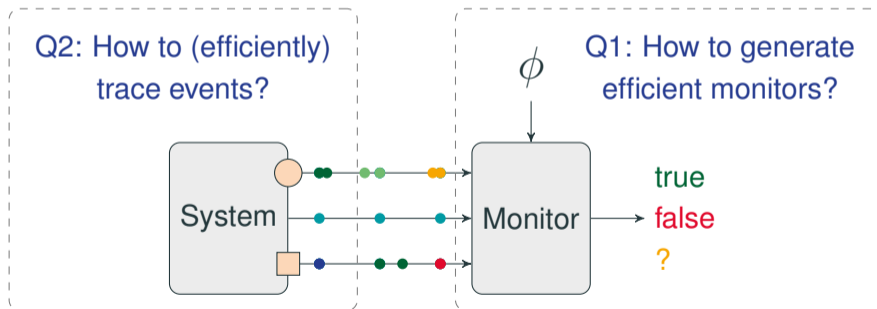 Q2: How to (efficiently)
trace events?
Q1: How to generate
efficient monitors?
ϕ
System
Monitor
true
false
?